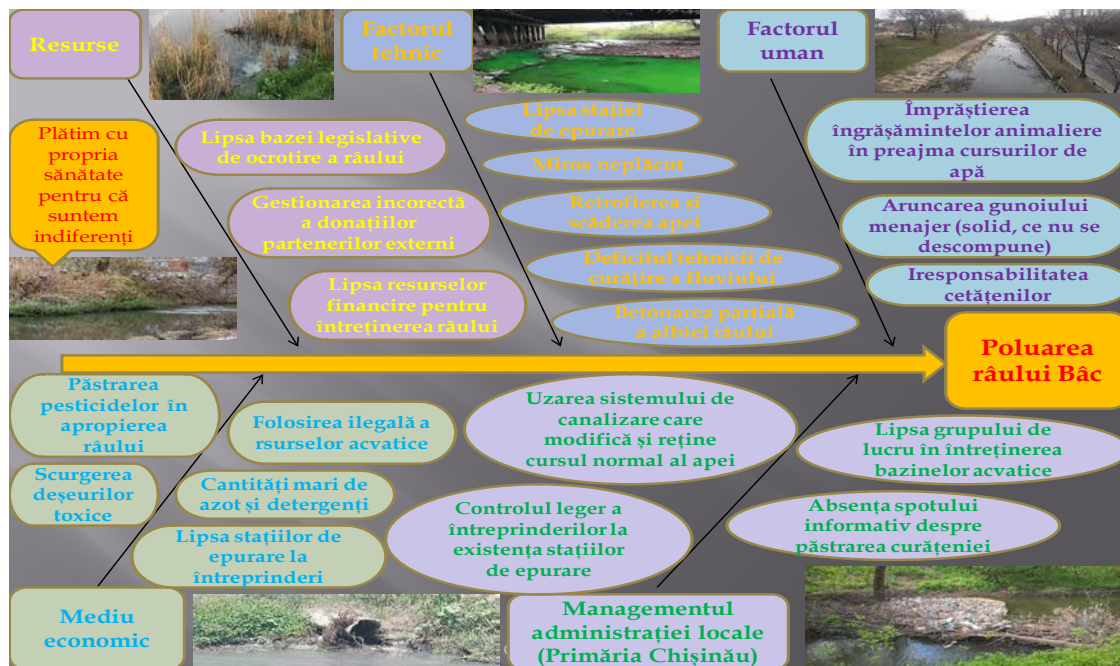 Resurse
Factorul
tehnic
Factorul
uman
Plătim cu
propria
sănătate
pentru că
suntem
indiferenți
Lipsa bazei legislative
de ocrotire a râului
Gestionarea incorectă
a donațiilor
partenerilor externi
Lipsa resurselor
financire pentru
întreținerea râului
Lipsa stației
de epurare
Miros neplăcut
Retrofierea și
scăderea apei
Deficitul tehnicii de
curățire a fluviului
Betonarea parțială
a albiei râului
Împrăștierea
îngrășămintelor animaliere
în preajma cursurilor de
apă
Aruncarea gunoiului
menajer (solid, ce nu se
descompune)
Iresponsabilitatea
cetățenilor
Poluarea
râului Bâc
Păstrarea
pesticidelor în
apropierea
râului
Scurgerea
deșeurilor
toxice
Folosirea ilegală a
rsurselor acvatice
Cantități mari de
azot și detergenți
Lipsa stațiilor de
epurare la
întreprinderi
Mediu
economic
Uzarea sistemului de
canalizare care
modifică și reține
cursul normal al apei
Controlul leger a
întreprinderilor la
existența stațiilor
de epurare
Lipsa grupului de
lucru în întreținerea
bazinelor acvatice
Absența spotului
informativ despre
păstrarea curățeniei
Managementul
administrației locale
(Primăria Chișinău)